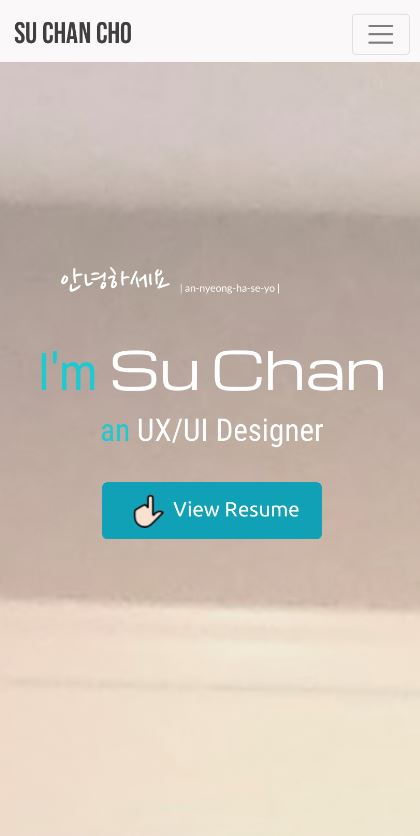 SU CHAN CHO
안녕하세요 | an-nyeong-ha-se-yo |
I'm Su Chan
an UX/UI Designer
View Resume